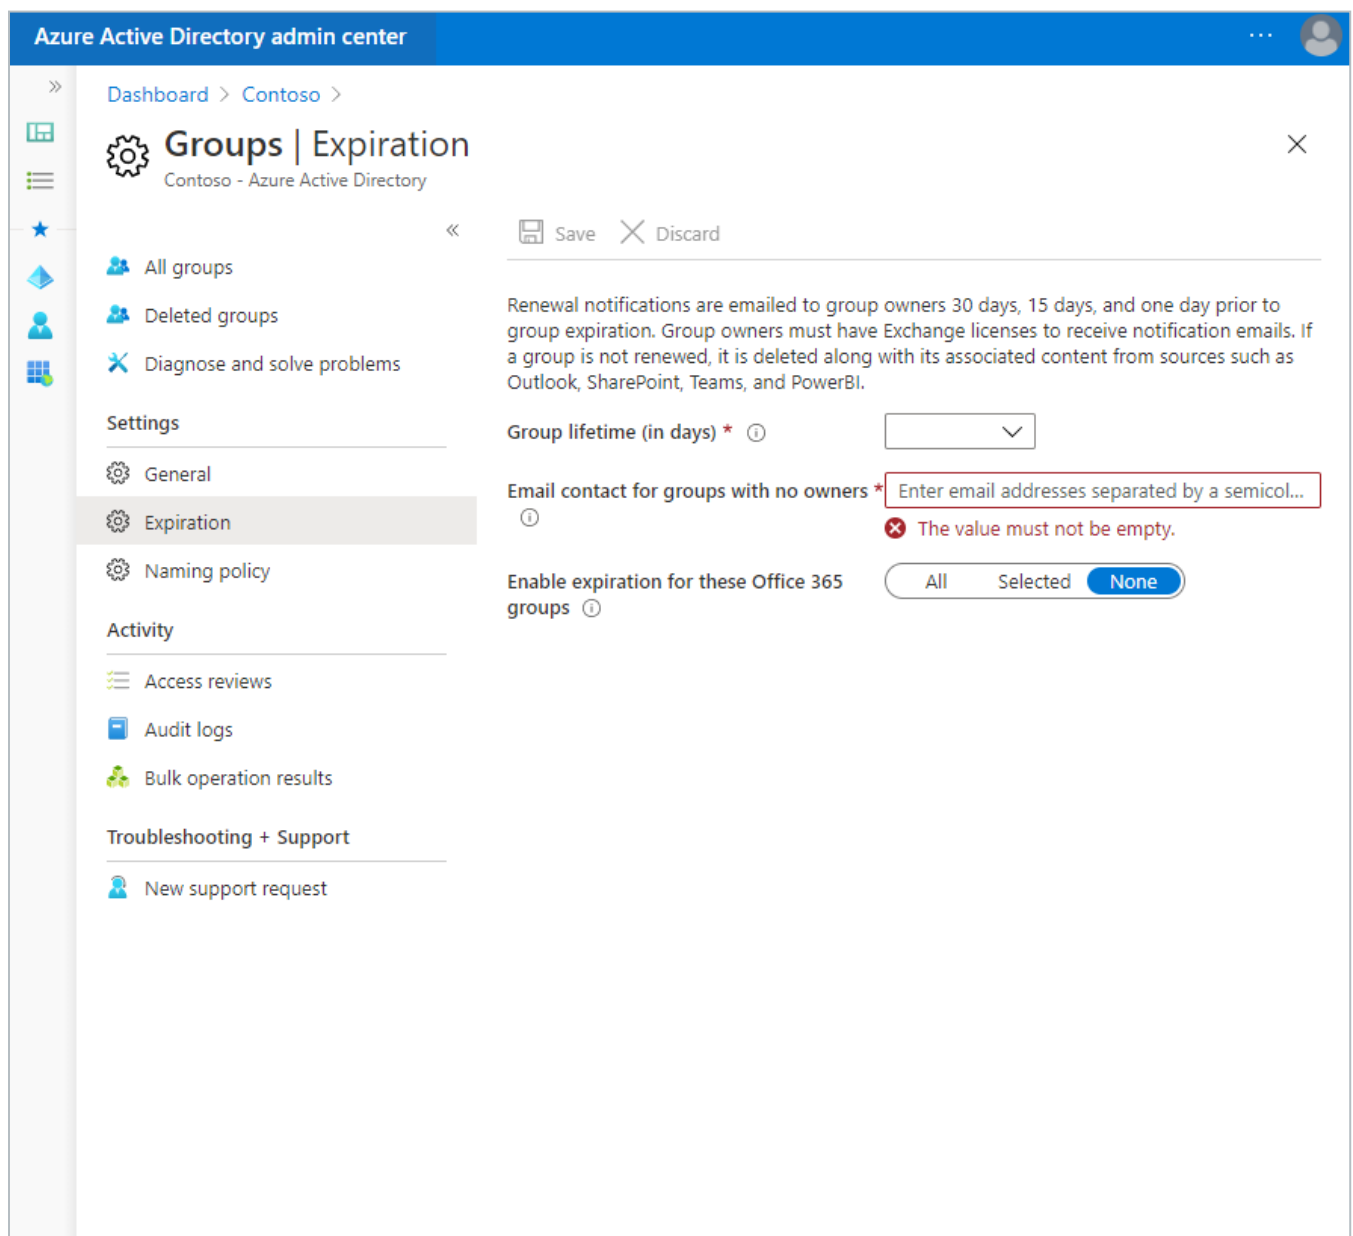 Azure Active Directory admin center
Dashboard > Contoso >
Groups | Expiration
Contoso - Azure Active Directory
All groups
Deleted groups
Diagnose and solve problems
Settings
General
Expiration
Naming policy
Activity
Access reviews
Audit logs
Bulk operation results
Troubleshooting + Support
New support request
Save Discard
Renewal notifications are emailed to group owners 30 days, 15 days, and one day prior to
group expiration. Group owners must have Exchange licenses to receive notification emails. If
a group is not renewed, it is deleted along with its associated content from sources such as
Outlook, SharePoint, Teams, and PowerBI.
Group lifetime (in days) *
Email contact for groups with no owners *
Enter email addresses separated by a semicol...
The value must not be empty.
Enable expiration for these Office 365
groups
All Selected None